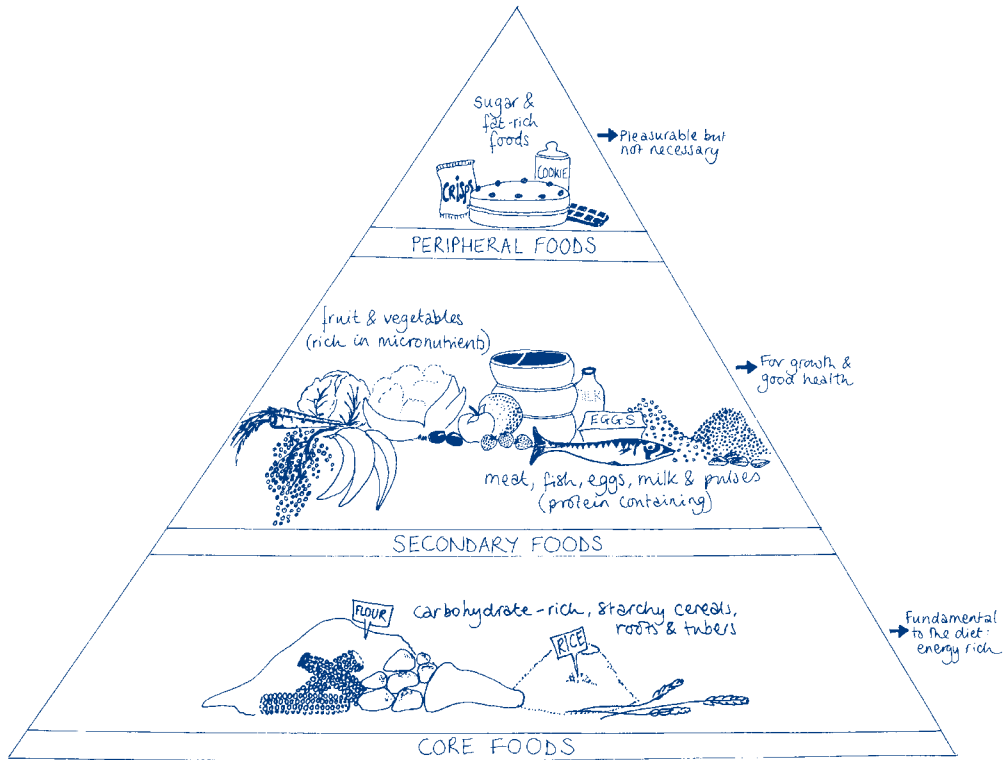 sugar &
fat-rich
foods
Pleasurable but
not necessary
COOKIE
CRISPS
PERIPHERAL FOODS
fruit & vegetables
(rich in micronutrients)
For growth &
good health
MILK
EGGS
meat, fish, eggs, milk & pulses
(protein containing)
SECONDARY FOODS
FLOUR
carbohydrate-rich, starchy cereals,
roots & tubers
Fundamental
to the diet:
energy rich
RICE
CORE FOODS